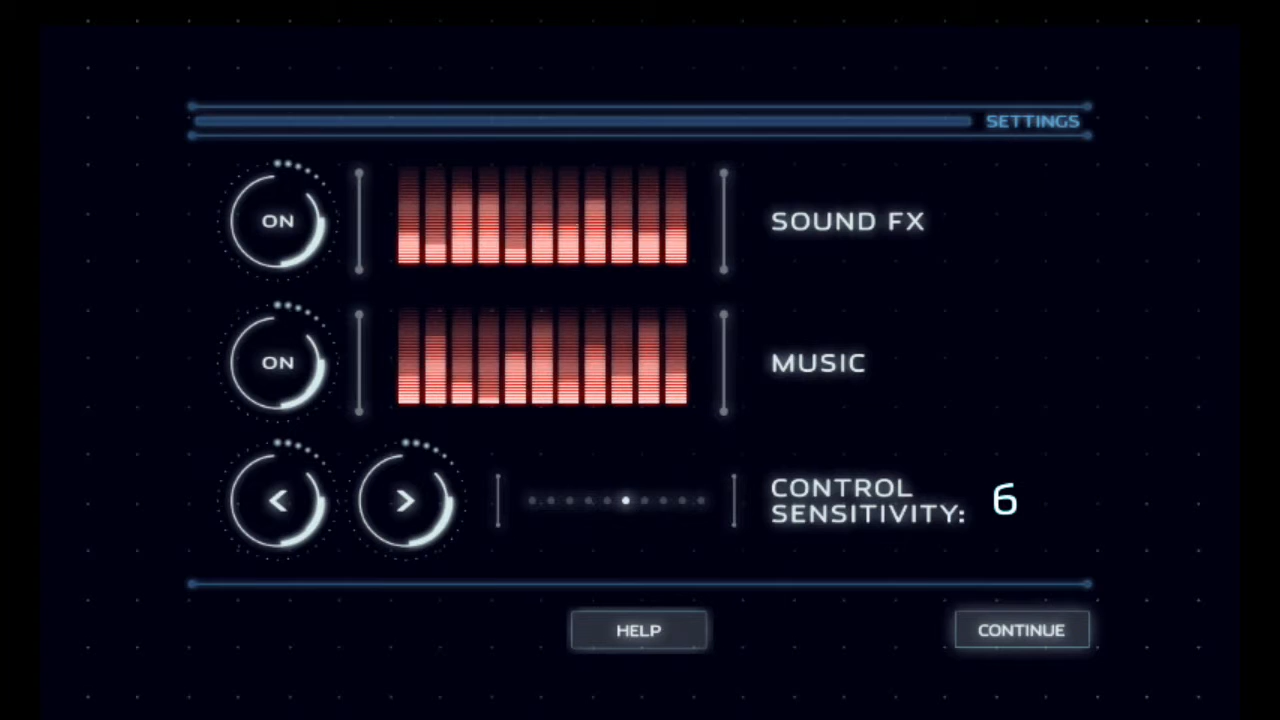 SETTINGS
ON
SOUND FX
ON
MUSIC
< >
CONTROL
SENSITIVITY: 6
HELP
CONTINUE